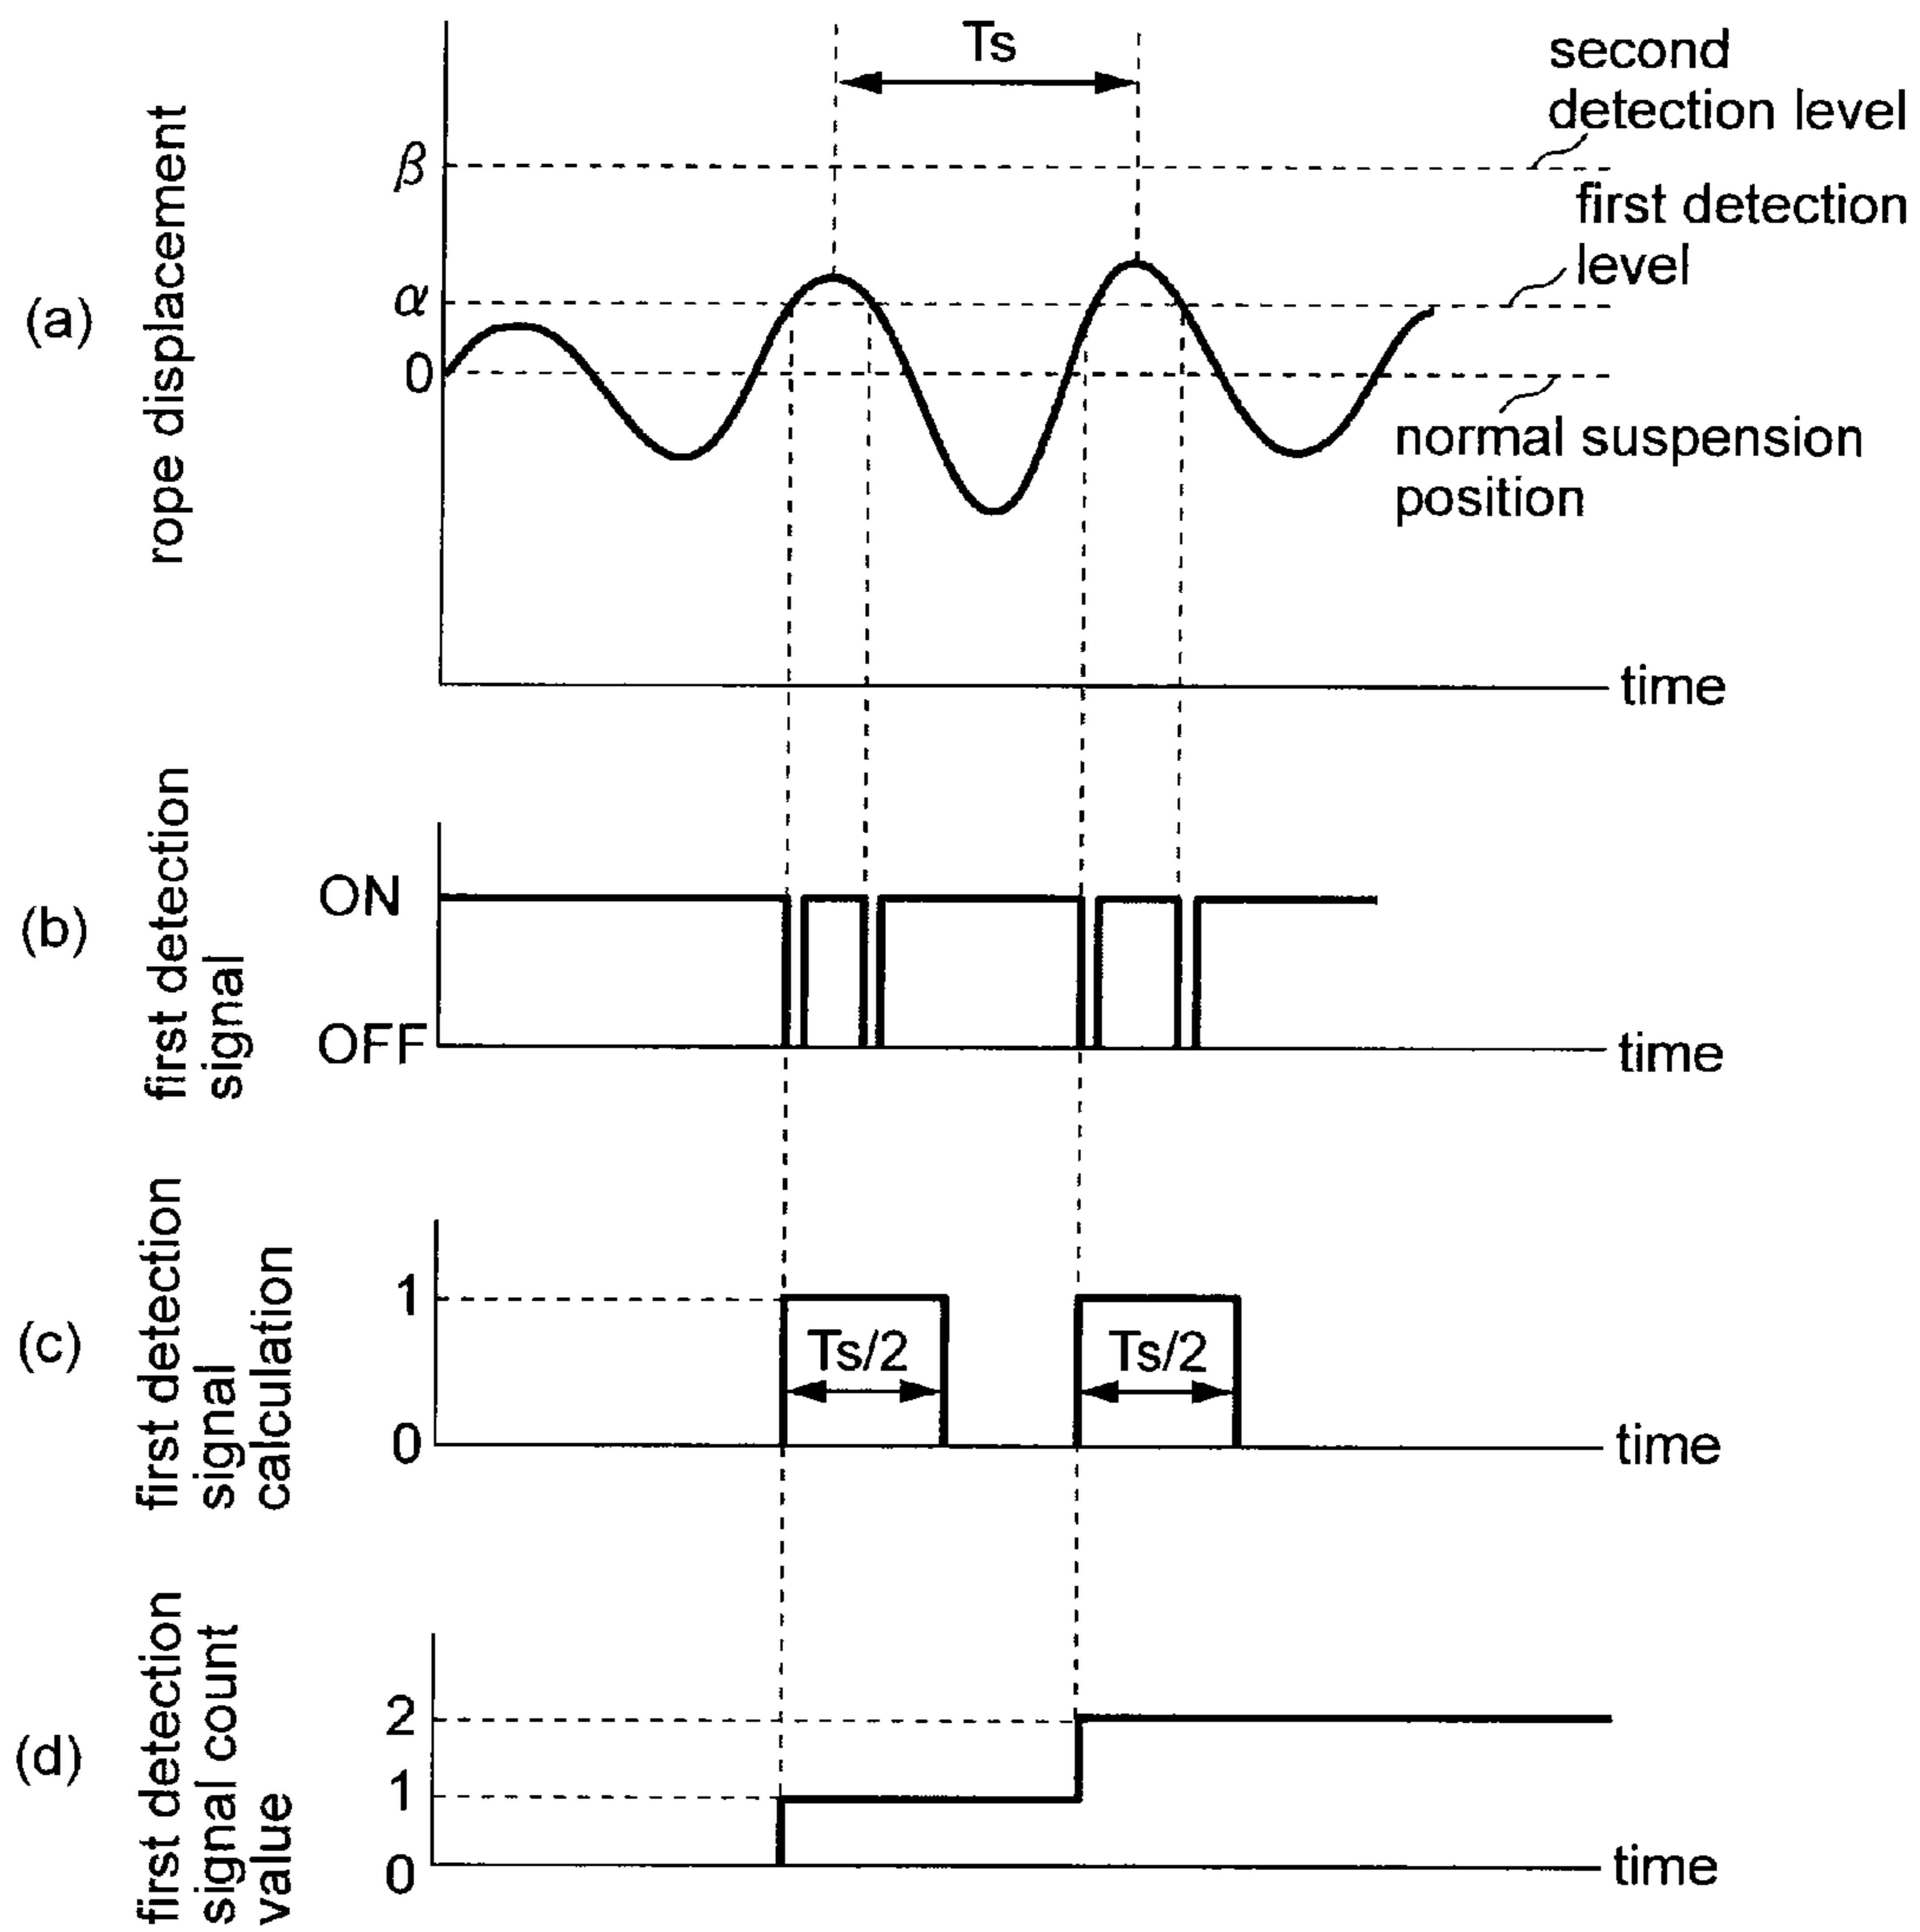 (a)
rope displacement
Ts
β
α
0
second
detection level
first detection
level
normal suspension
position
time
(b)
first detection
signal
ON
OFF
time
(c)
first detection
signal
calculation
1
0
Ts/2
Ts/2
time
(d)
first detection
signal count
value
2
1
0
time